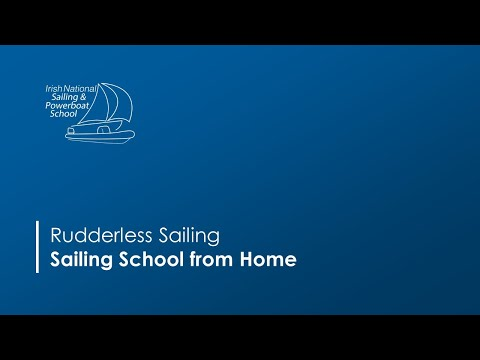 Irish National
Sailing &
Powerboat
School
Rudderless Sailing
Sailing School from Home